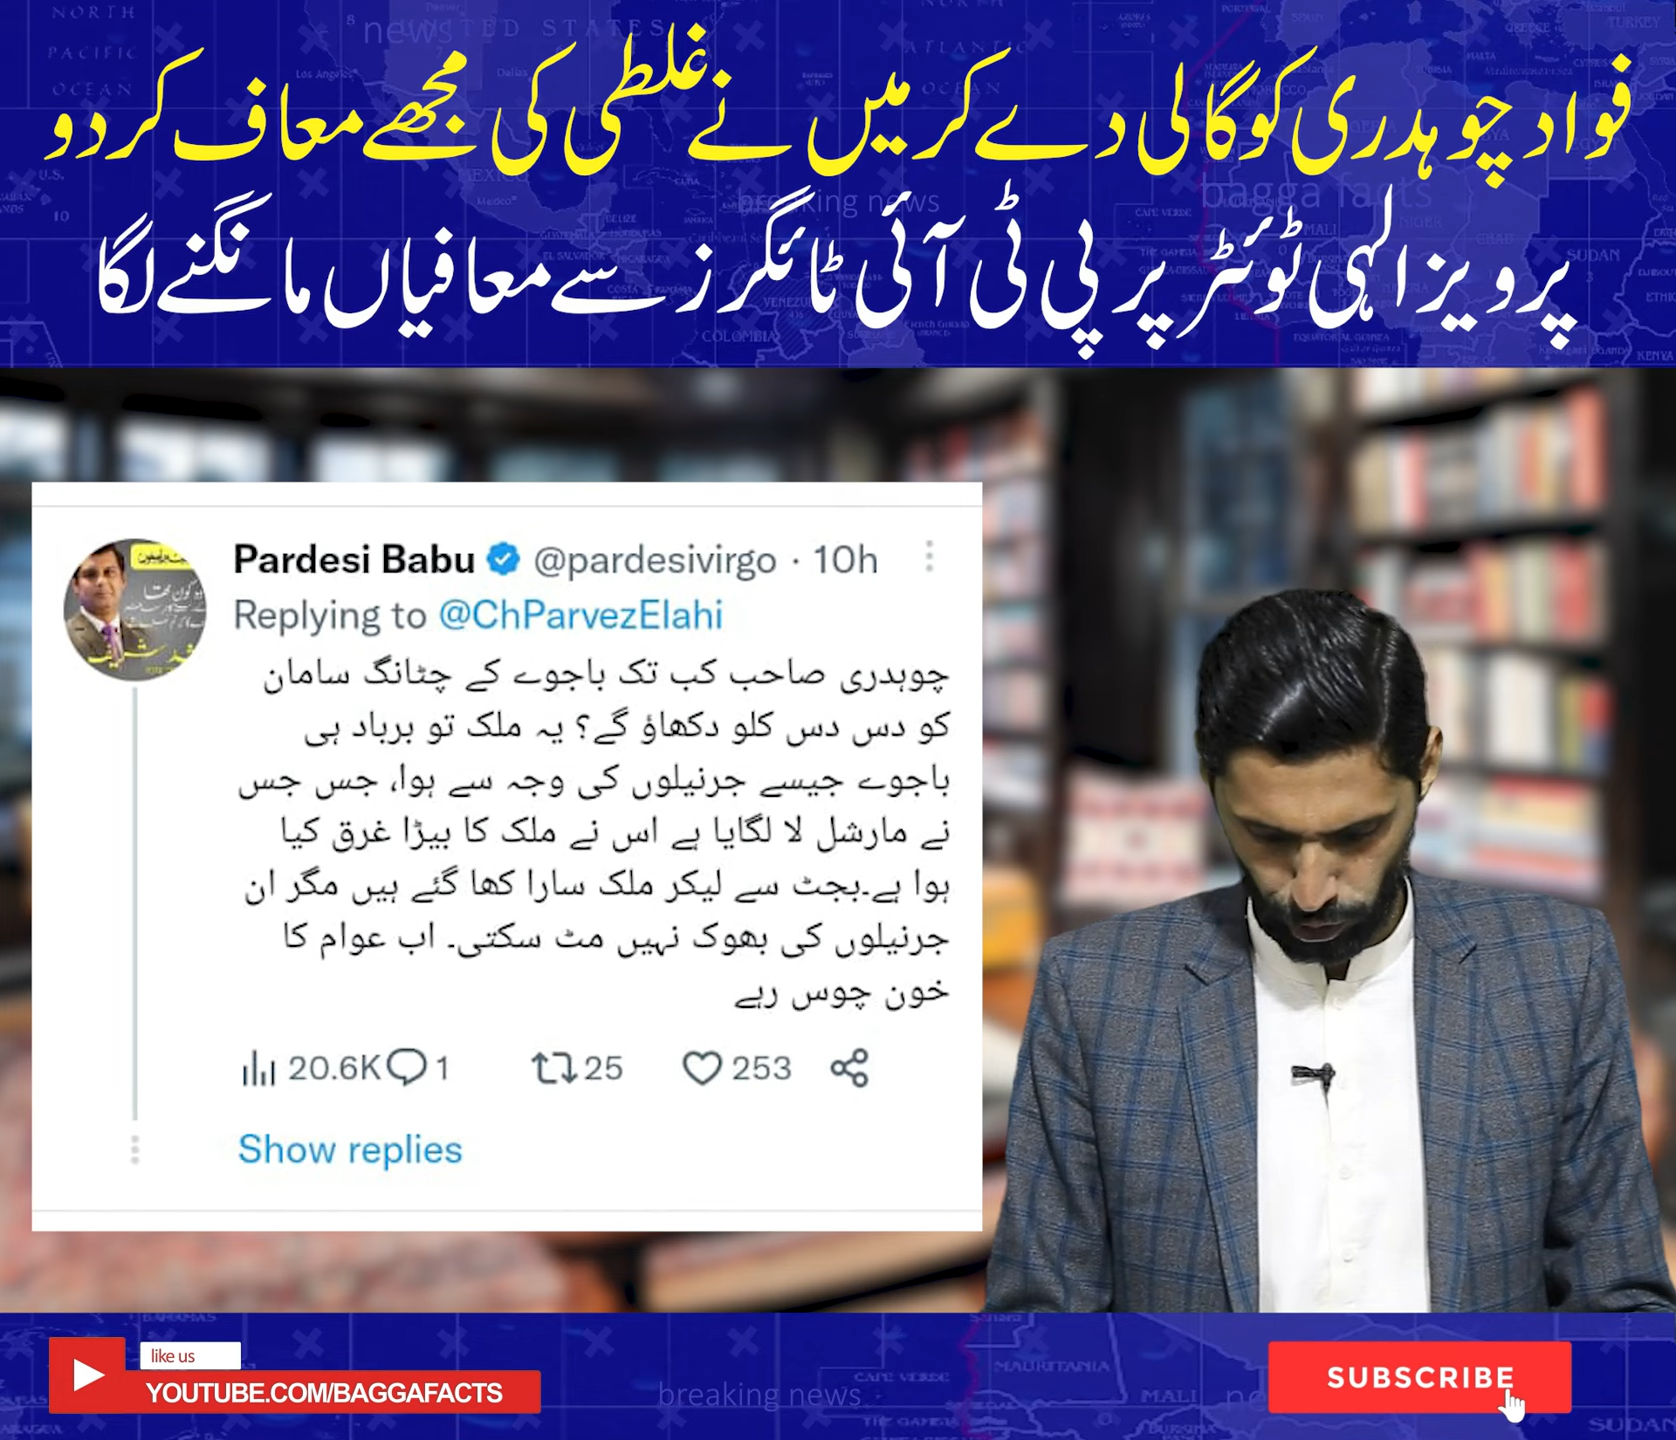 فواد چوہدری کو گالی دے کر میں نے غلطی کی مجھے معاف کر دو
پرویز الہی ٹوئٹر پر پی ٹی آئی ٹائگرز سے معافیاں مانگنے لگا
Pardesi Babu @pardesivirgo · 10h
Replying to @ChParvezElahi
چوہدری صاحب کب تک باجوے کے چٹانگ سامان
کو دس دس کلو دکھاؤ گے؟ یہ ملک تو برباد ہی
باجوے جیسے جرنیلوں کی وجہ سے ہوا، جس جس
نے مارشل لا لگایا ہے اس نے ملک کا بیڑا غرق کیا
ہوا ہے۔بجٹ سے لیکر ملک سارا کھا گئے ہیں مگر ان
جرنیلوں کی بھوک نہیں مٹ سکتی۔ اب عوام کا
خون چوس رہے
20.6K 1 25 253
Show replies
like us
YOUTUBE.COM/BAGGAFACTS
breaking news
SUBSCRIBE